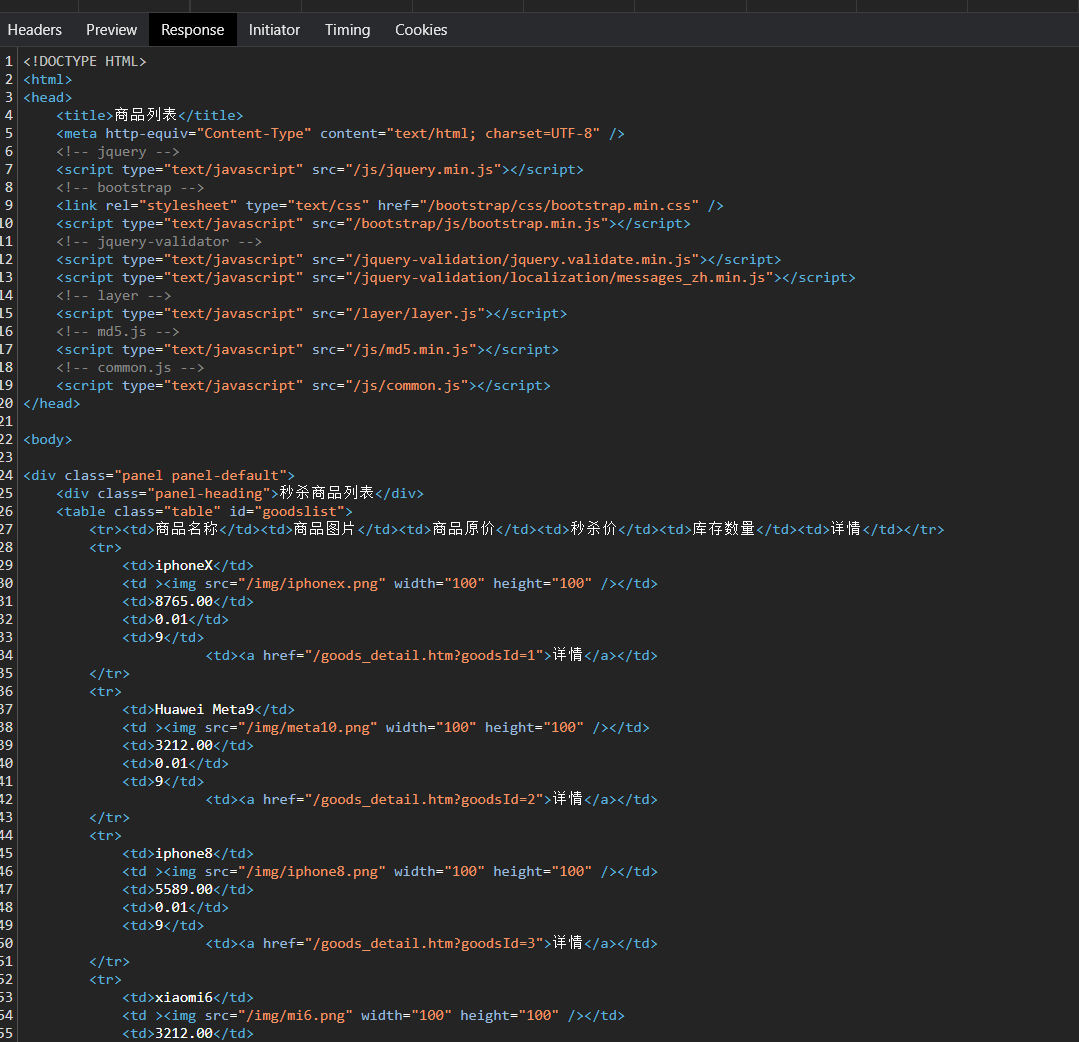 Headers Preview Response Initiator Timing Cookies
1 <!DOCTYPE HTML>
2 <html>
3 <head>
4 <title>商品列表</title>
5 <meta http-equiv="Content-Type" content="text/html; charset=UTF-8" />
6 <!-- jquery -->
7 <script type="text/javascript" src="/js/jquery.min.js"></script>
8 <!-- bootstrap -->
9 <link rel="stylesheet" type="text/css" href="/bootstrap/css/bootstrap.min.css" />
10 <script type="text/javascript" src="/bootstrap/js/bootstrap.min.js"></script>
11 <!-- jquery-validator -->
12 <script type="text/javascript" src="/jquery-validation/jquery.validate.min.js"></script>
13 <script type="text/javascript" src="/jquery-validation/localization/messages_zh.min.js"></script>
14 <!-- layer -->
15 <script type="text/javascript" src="/layer/layer.js"></script>
16 <!-- md5.js -->
17 <script type="text/javascript" src="/js/md5.min.js"></script>
18 <!-- common.js -->
19 <script type="text/javascript" src="/js/common.js"></script>
20 </head>
21
22 <body>
23
24 <div class="panel panel-default">
25 <div class="panel-heading">秒杀商品列表</div>
26 <table class="table" id="goodslist">
27 <tr><td>商品名称</td><td>商品图片</td><td>商品原价</td><td>秒杀价</td><td>库存数量</td><td>详情</td></tr>
28 <tr>
29 <td>iphoneX</td>
30 <td ><img src="/img/iphonex.png" width="100" height="100" /></td>
31 <td>8765.00</td>
32 <td>0.01</td>
33 <td>9</td>
34 <td><a href="/goods_detail.htm?goodsId=1">详情</a></td>
35 </tr>
36 <tr>
37 <td>Huawei Meta9</td>
38 <td ><img src="/img/meta10.png" width="100" height="100" /></td>
39 <td>3212.00</td>
40 <td>0.01</td>
41 <td>9</td>
42 <td><a href="/goods_detail.htm?goodsId=2">详情</a></td>
43 </tr>
44 <tr>
45 <td>iphone8</td>
46 <td ><img src="/img/iphone8.png" width="100" height="100" /></td>
47 <td>5589.00</td>
48 <td>0.01</td>
49 <td>9</td>
50 <td><a href="/goods_detail.htm?goodsId=3">详情</a></td>
51 </tr>
52 <tr>
53 <td>xiaomi6</td>
54 <td ><img src="/img/mi6.png" width="100" height="100" /></td>
55 <td>3212.00</td>